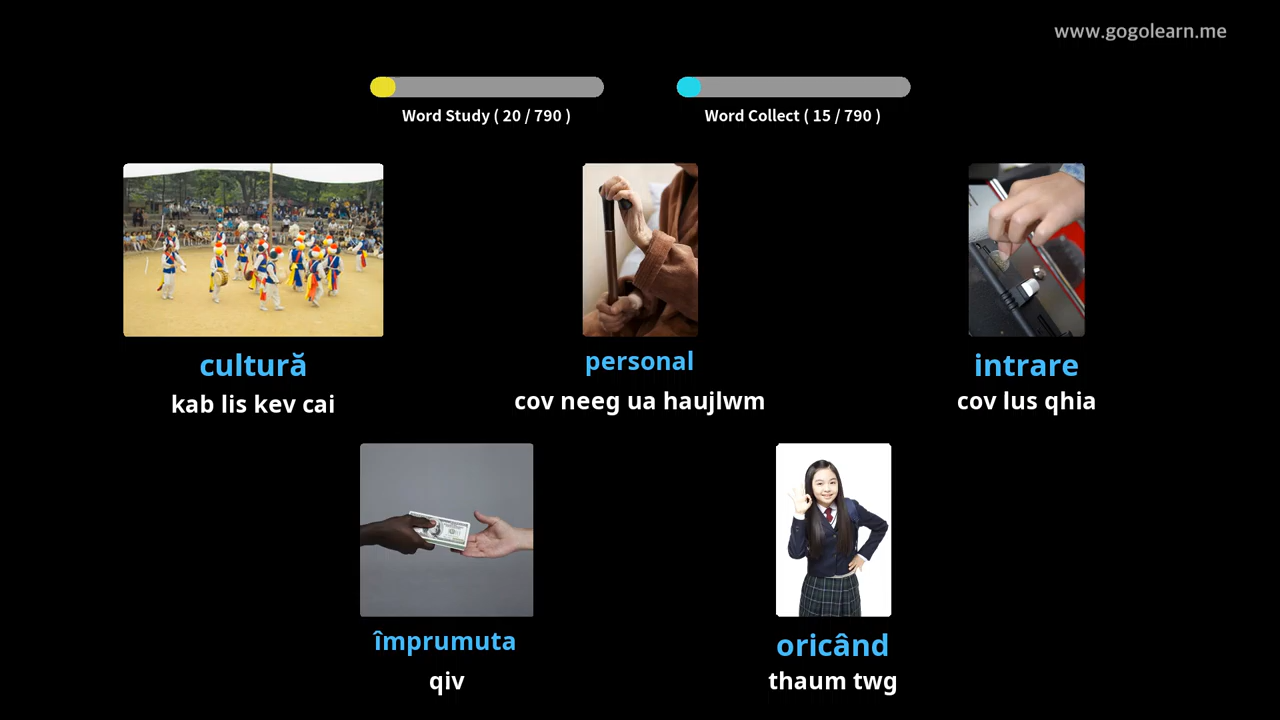 www.gogolearn.me
Word Study ( 20 / 790 )
Word Collect ( 15 / 790 )
cultură
kab lis kev cai
personal
cov neeg ua haujlwm
intrare
cov lus qhia
împrumuta
qiv
oricând
thaum twg